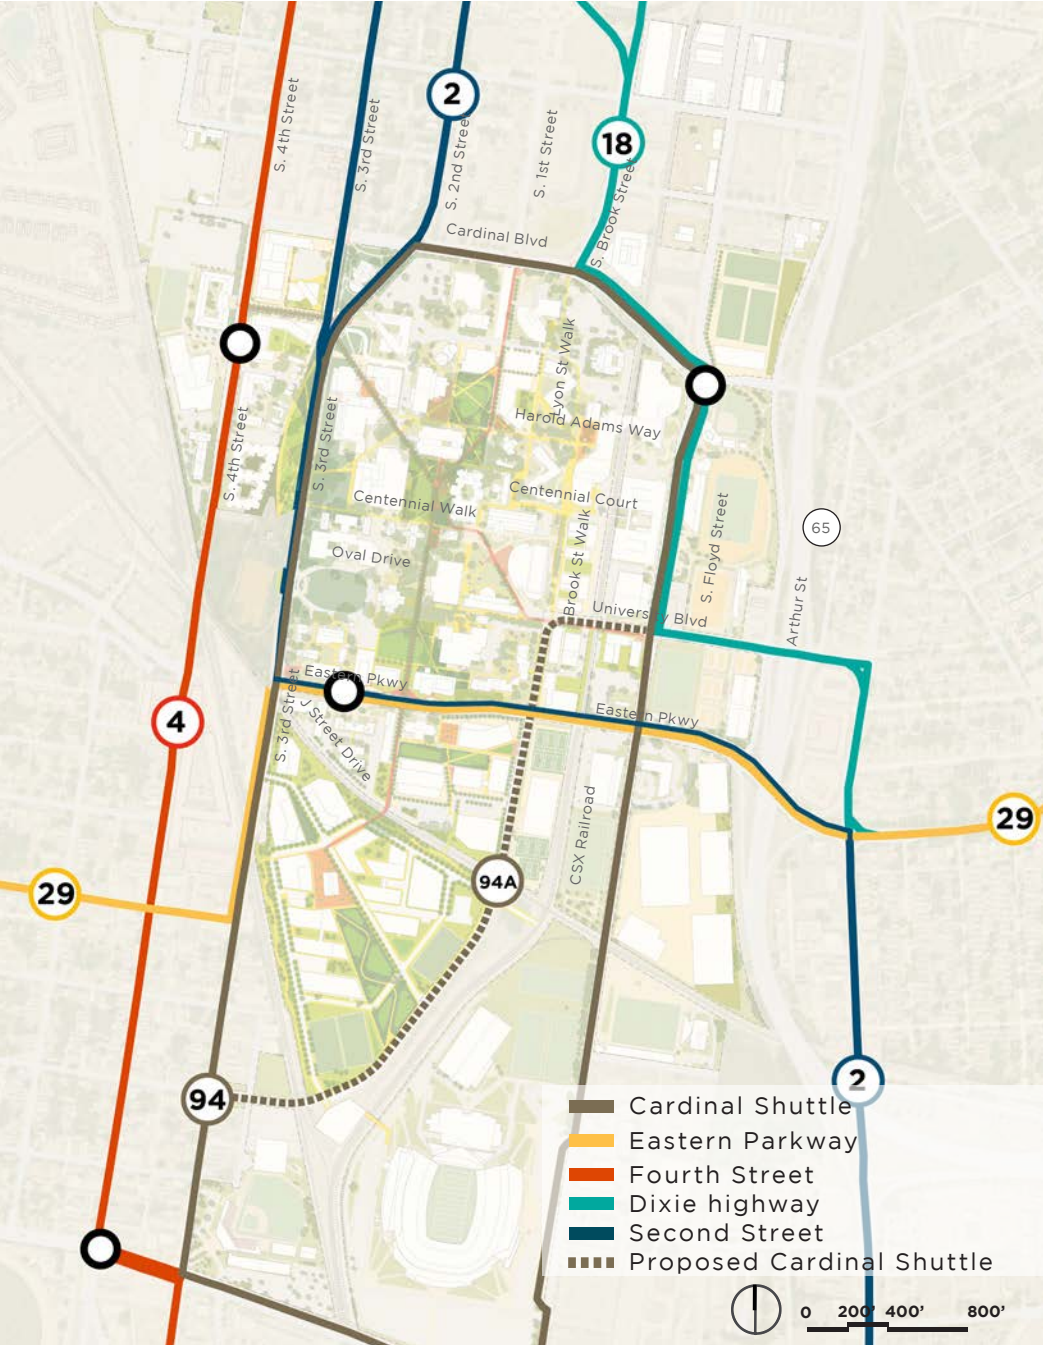 2
18
S. 4th Street
S. 3rd Street
S. 2nd Street
S. 1st Street
S. Brook Street
Cardinal Blvd
Lyon St Walk
Harold Adams Way
S. 4th Street
S. 3rd Street
Centennial Walk
Centennial Court
65
Oval Drive
Brook St Walk
S. Floyd Street
Arthur St
University Blvd
Eastern Pkwy
S. 3rd Street
J Street Drive
Eastern Pkwy
4
29
CSX Railroad
94A
29
2
94
Cardinal Shuttle
Eastern Parkway
Fourth Street
Dixie highway
Second Street
Proposed Cardinal Shuttle
0 200' 400' 800'